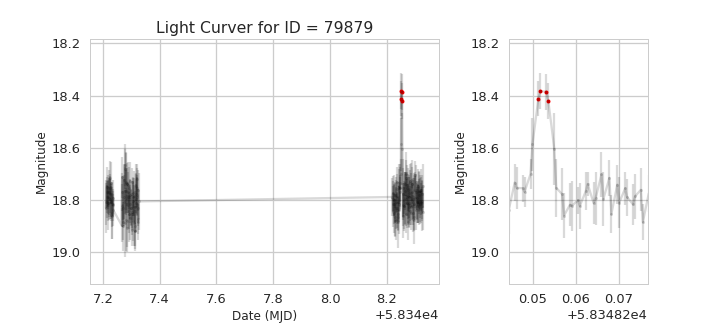 Light Curver for ID = 79879
Magnitude
18.2
18.4
18.6
18.8
19.0
7.2 7.4 7.6 7.8 8.0 8.2
Date (MJD)
+5.834e4
Magnitude
18.2
18.4
18.6
18.8
19.0
0.05 0.06 0.07
+5.83482e4